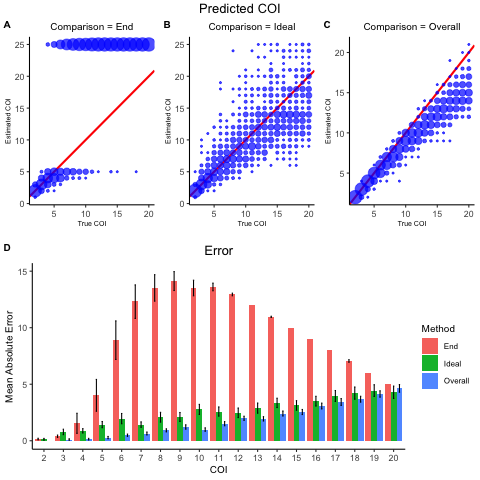 Predicted COI
A
Comparison = End
B
Comparison = Ideal
C
Comparison = Overall
Estimated COI
25
20
15
10
5
0
5
10
15
20
True COI
Estimated COI
25
20
15
10
5
0
5
10
15
20
True COI
Estimated COI
20
15
10
5
5
10
15
20
True COI
D
Error
Mean Absolute Error
15
10
5
0
2 3 4 5 6 7 8 9 10 11 12 13 14 15 16 17 18 19 20
COI
Method
End
Ideal
Overall